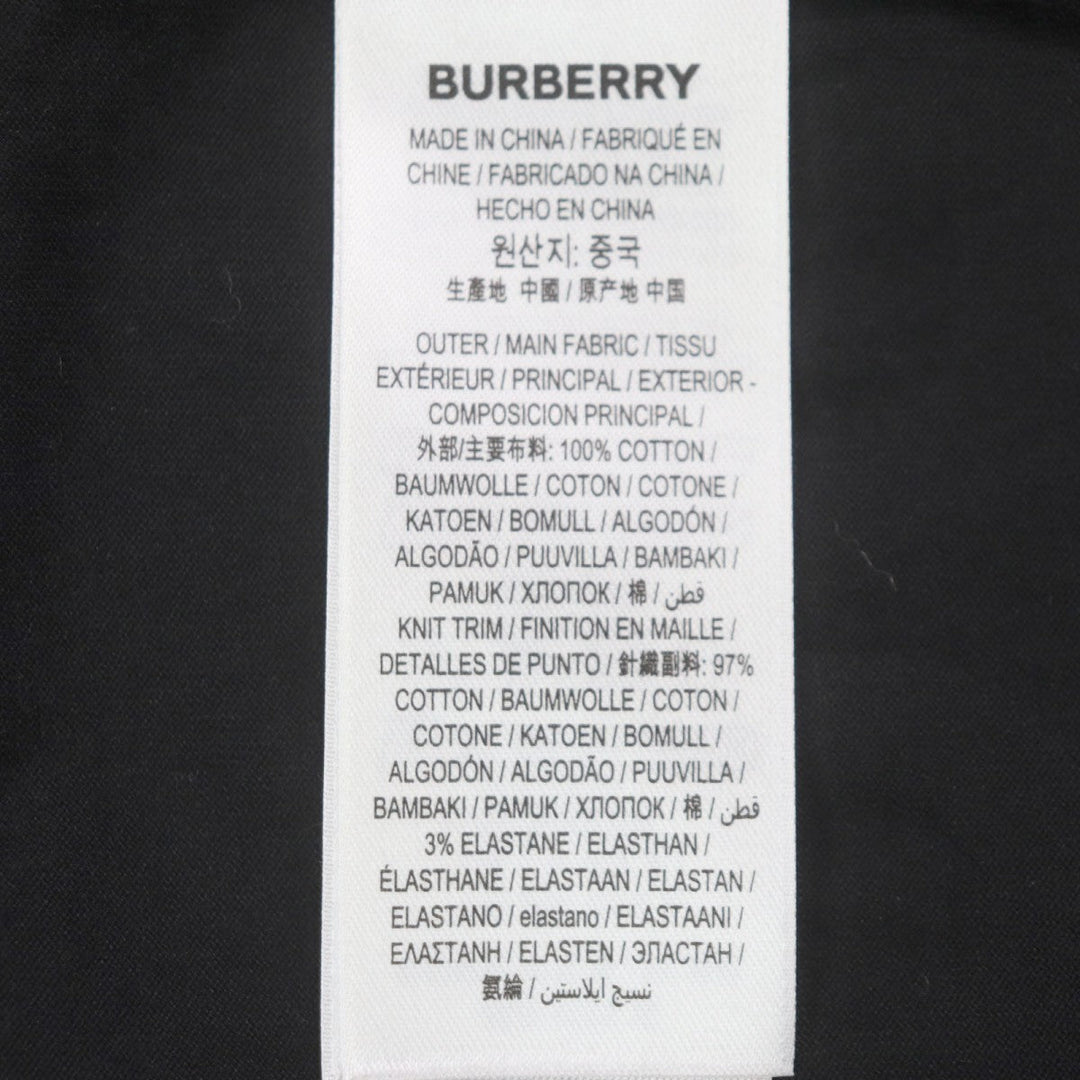 BURBERRY
MADE IN CHINA / FABRIQUÉ EN
CHINE / FABRICADO NA CHINA /
HECHO EN CHINA
원산지: 중국
生產地 中國 / 原产地 中国
OUTER / MAIN FABRIC / TISSU
EXTÉRIEUR / PRINCIPAL / EXTERIOR -
COMPOSICION PRINCIPAL /
外部/主要布料: 100% COTTON /
BAUMWOLLE / COTON / COTONE /
KATOEN / BOMULL / ALGODÓN /
ALGODÃO / PUUVILLA / BAMBAKI /
PAMUK / ХЛОПОК / 棉 / قطن
KNIT TRIM / FINITION EN MAILLE /
DETALLES DE PUNTO / 針織副料: 97%
COTTON / BAUMWOLLE / COTON /
COTONE / KATOEN / BOMULL /
ALGODÓN / ALGODÃO / PUUVILLA /
BAMBAKI / PAMUK / ХЛОПОК / 棉 / قطن
3% ELASTANE / ELASTHAN /
ÉLASTHANE / ELASTAAN / ELASTAN /
ELASTANO / elastano / ELASTAANI /
ΕΛΑΣΤΑΝΗ / ELASTEN / ЭЛАСТАН /
氨綸 / نسيج ايلاستين